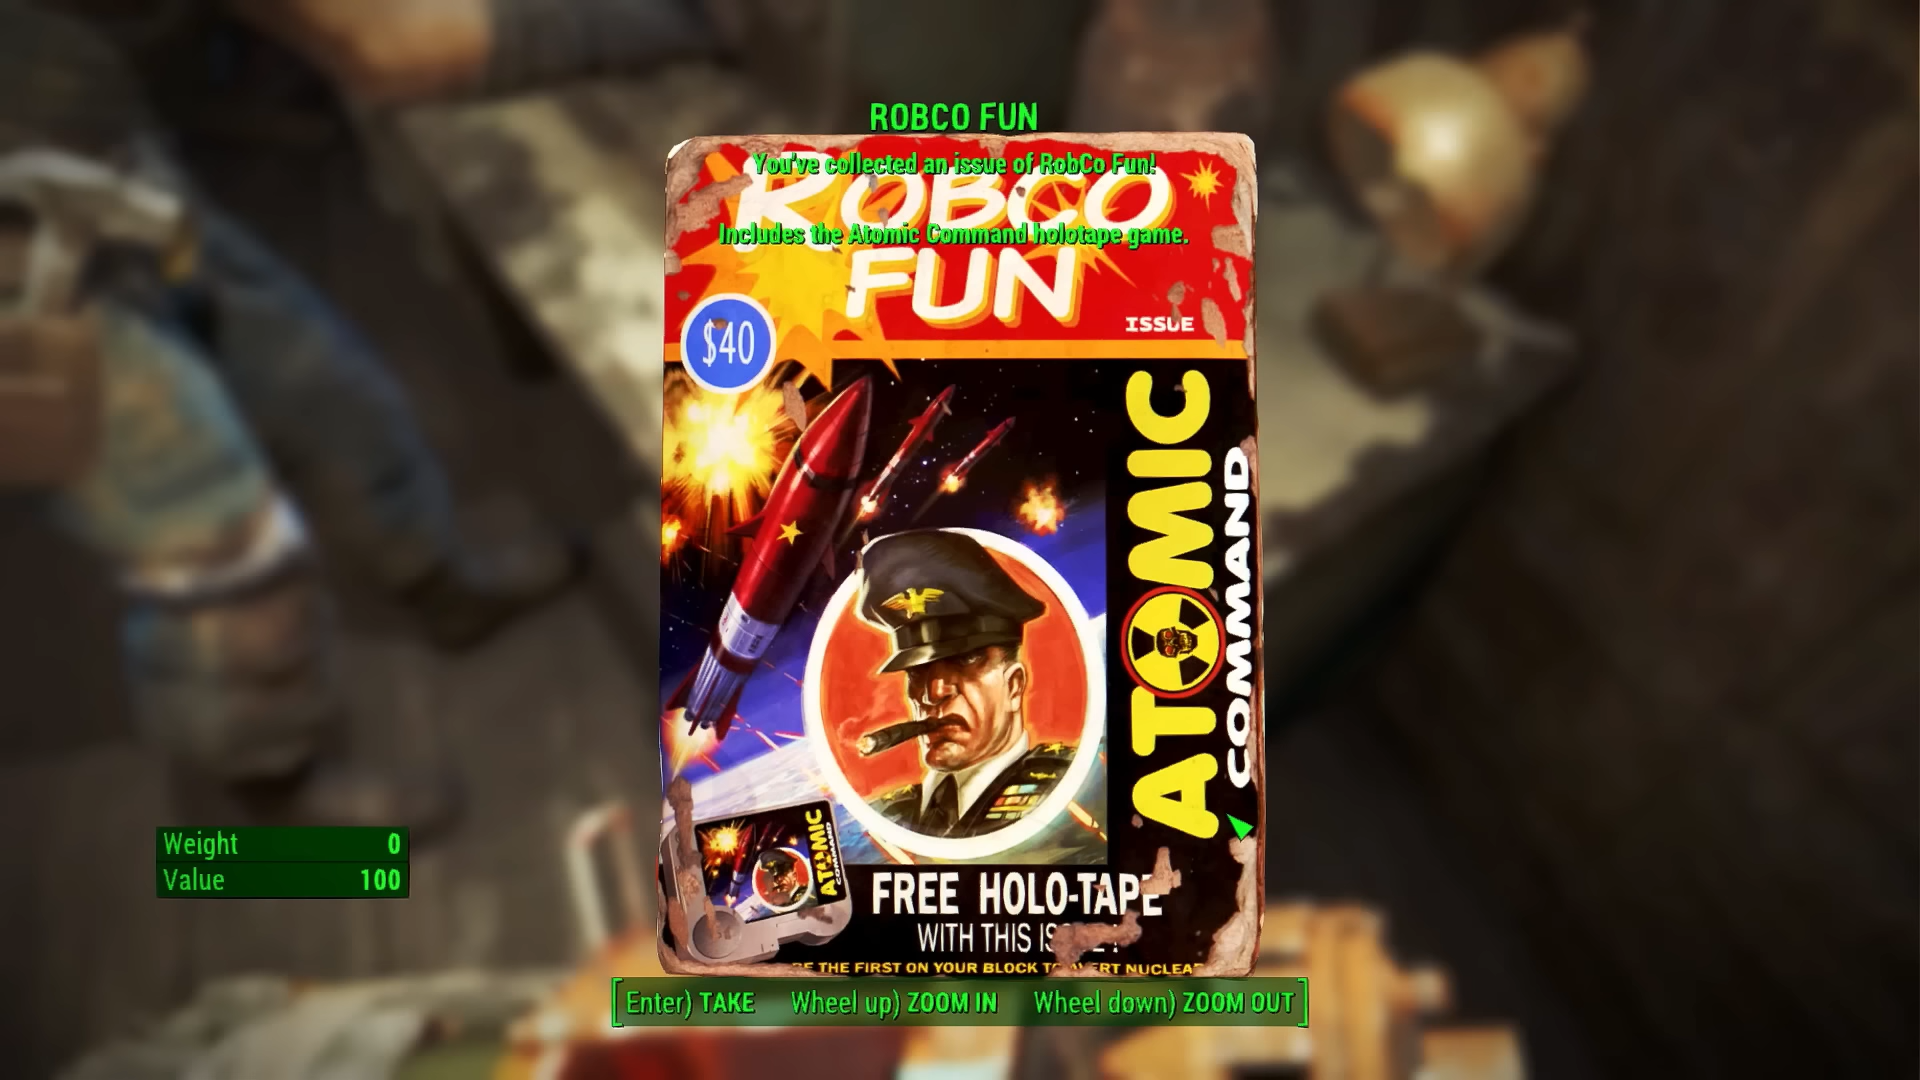 ROBCO FUN
You've collected an issue of RobCo Fun!
ROBCO
Includes the Atomic Command holotape game.
FUN
ISSUE
$40
ATOMIC
COMMAND
ATOMIC
COMMAND
Weight 0
Value 100
FREE HOLO-TAPE
WITH THIS
THE FIRST ON YOUR BLOCK TO NUCLEAR
[Enter) TAKE Wheel up) ZOOM IN Wheel down) ZOOM OUT]